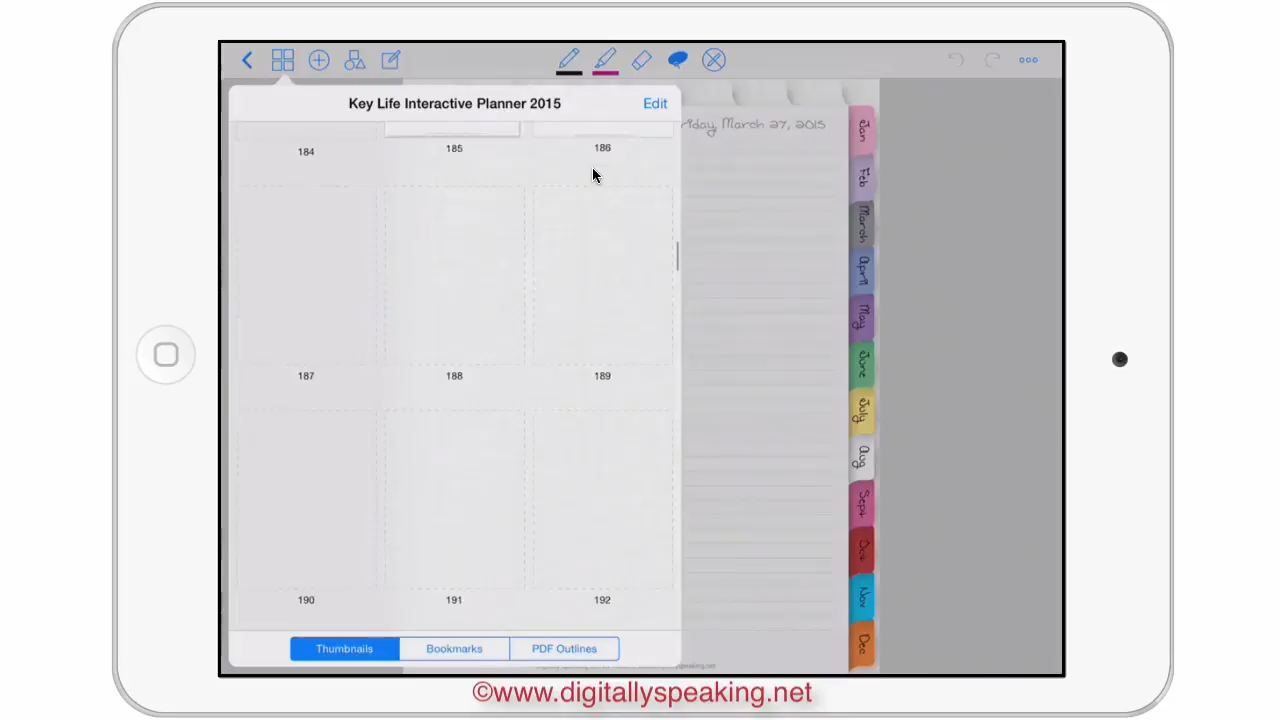 Key Life Interactive Planner 2015
Edit
Friday, March 27, 2015
184
185
186
187
188
189
190
191
192
Thumbnails
Bookmarks
PDF Outlines
Jan
Feb
March
April
May
June
July
Aug
Sept
Oct
Nov
Dec
©www.digitallyspeaking.net